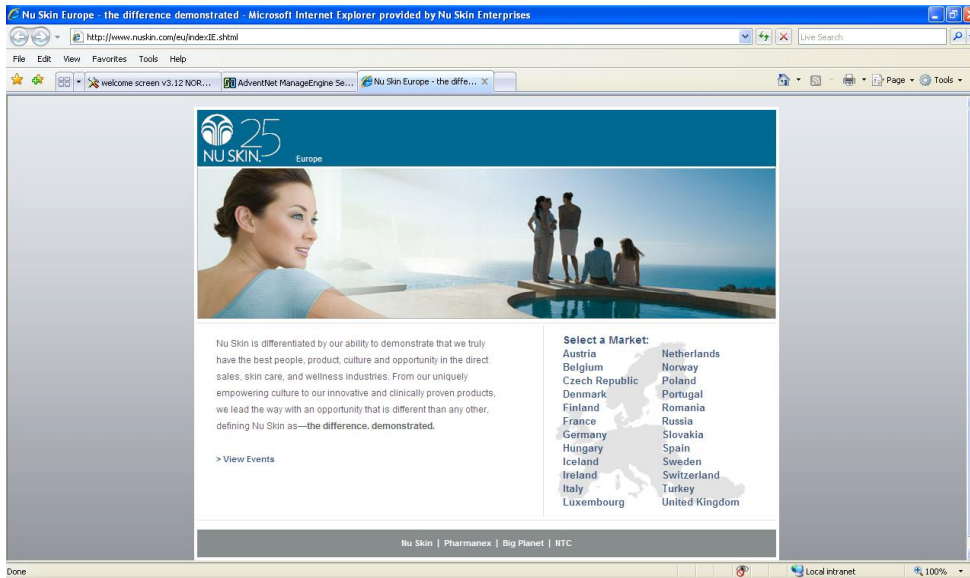 Nu Skin Europe - the difference demonstrated - Microsoft Internet Explorer provided by Nu Skin Enterprises
http://www.nuskin.com/eu/indexIE.shtml
Live Search
File Edit View Favorites Tools Help
welcome screen v3.12 NOR... AdventNet ManageEngine Se... Nu Skin Europe - the diffe...
Page Tools
25
NU SKIN. Europe
Nu Skin is differentiated by our ability to demonstrate that we truly
have the best people, product, culture and opportunity in the direct
sales, skin care, and wellness industries. From our uniquely
empowering culture to our innovative and clinically proven products,
we lead the way with an opportunity that is different than any other,
defining Nu Skin as—the difference. demonstrated.
> View Events
Select a Market:
Austria
Belgium
Czech Republic
Denmark
Finland
France
Germany
Hungary
Iceland
Ireland
Italy
Luxembourg
Netherlands
Norway
Poland
Portugal
Romania
Russia
Slovakia
Spain
Sweden
Switzerland
Turkey
United Kingdom
Nu Skin | Pharmanex | Big Planet | NTC
Done
Local intranet
100%